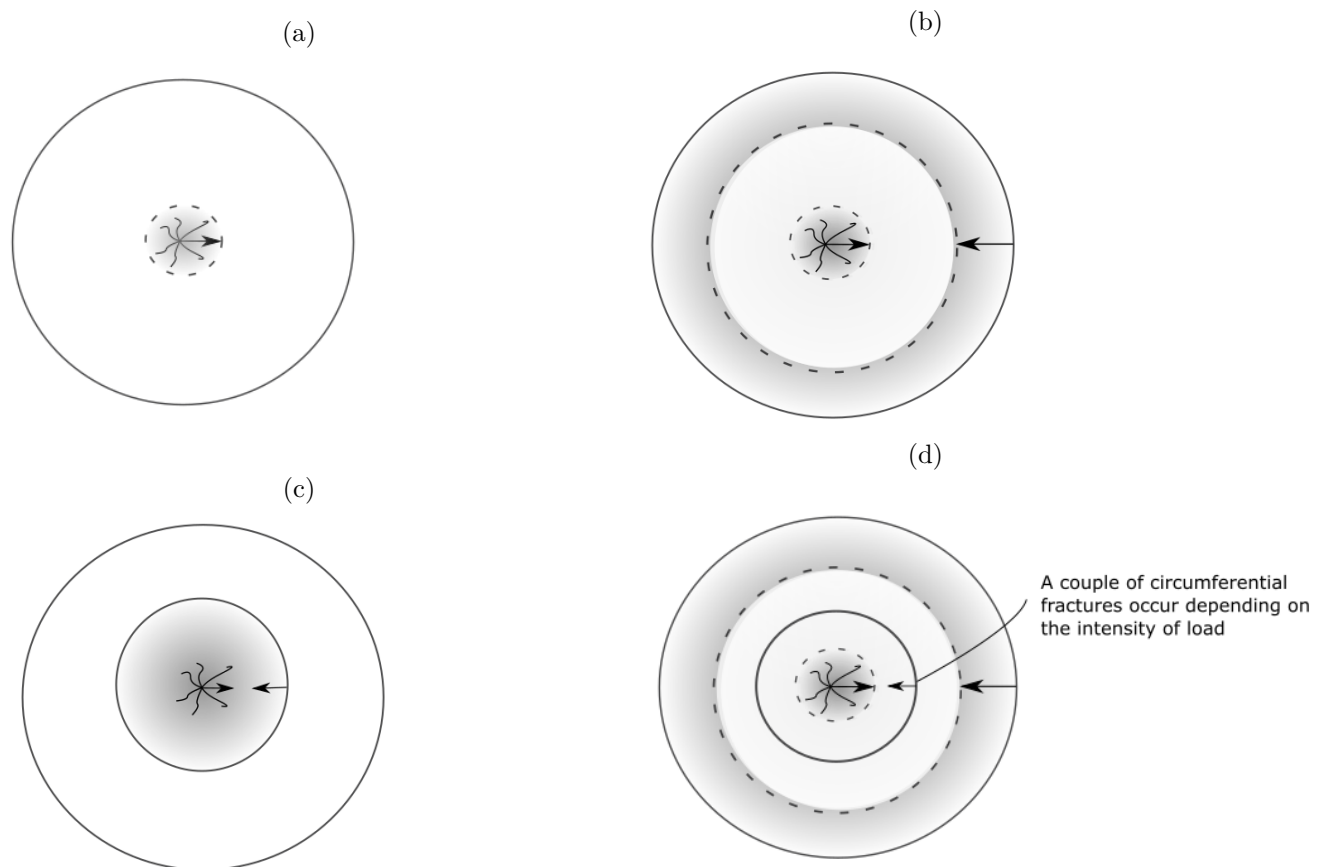 (a)
(b)
(c)
(d)
A couple of circumferential
fractures occur depending on
the intensity of load